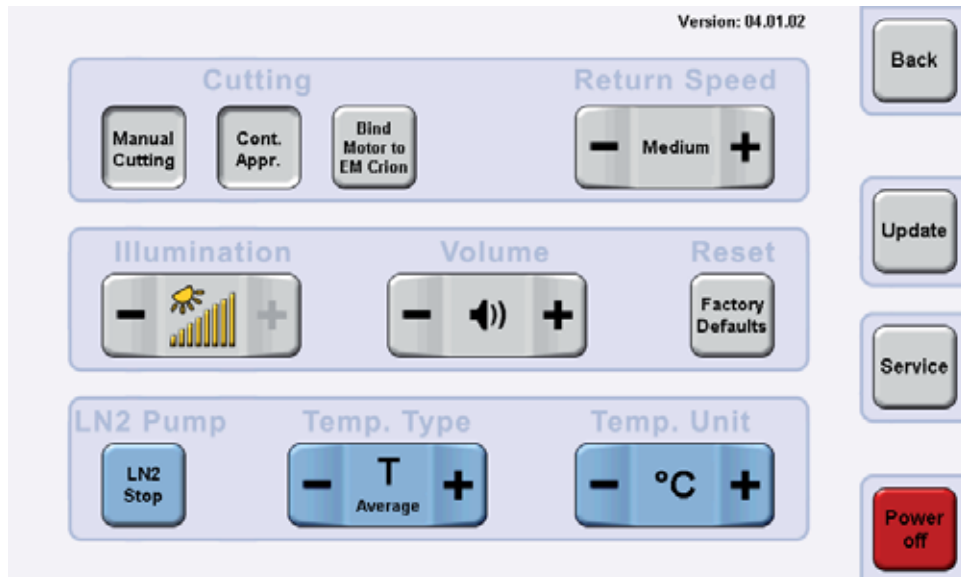 Version: 04.01.02
Back
Cutting
Return Speed
Manual
Cutting
Cont.
Appr.
Bind
Motor to
EM Crion
− Medium +
Update
Illumination
Volume
Reset
− +
− +
Factory
Defaults
Service
LN2 Pump
Temp. Type
Temp. Unit
LN2
Stop
− T +
Average
− °C +
Power
off